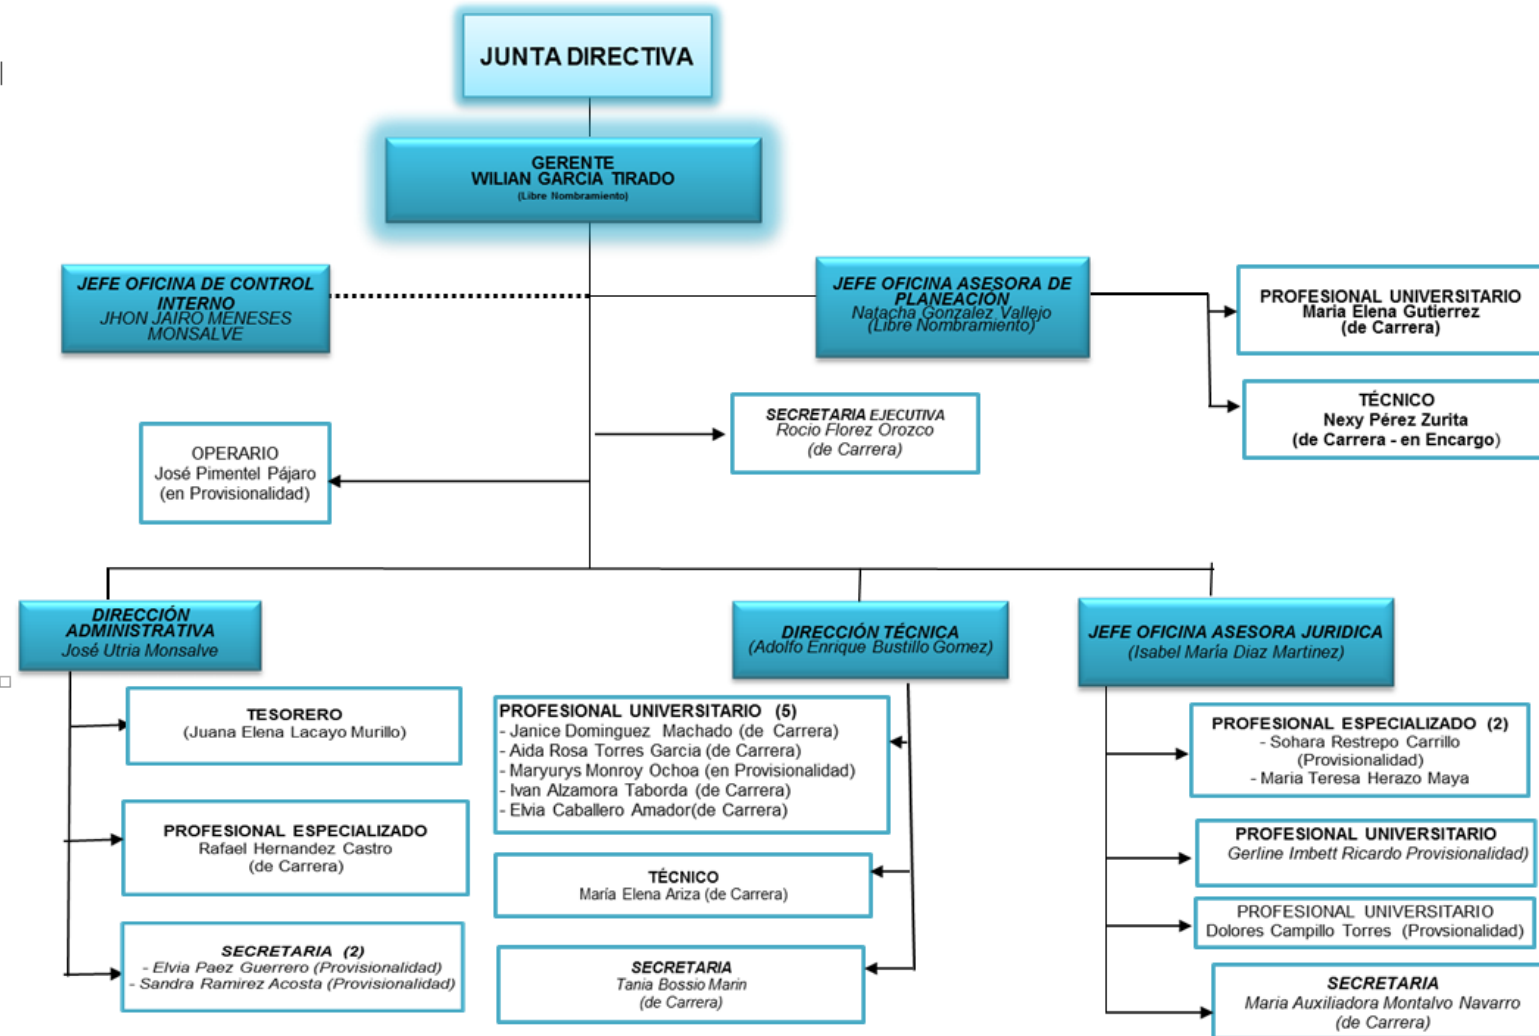 JUNTA DIRECTIVA
GERENTE
WILIAN GARCIA TIRADO
(Libre Nombramiento)
JEFE OFICINA DE CONTROL
INTERNO
JHON JAIRO MENESES
MONSALVE
JEFE OFICINA ASESORA DE
PLANEACIÓN
Natacha Gonzalez Vallejo
(Libre Nombramiento)
PROFESIONAL UNIVERSITARIO
Maria Elena Gutierrez
(de Carrera)
TÉCNICO
Nexy Pérez Zurita
(de Carrera - en Encargo)
SECRETARIA EJECUTIVA
Rocio Florez Orozco
(de Carrera)
OPERARIO
José Pimentel Pájaro
(en Provisionalidad)
DIRECCIÓN
ADMINISTRATIVA
José Utria Monsalve
TESORERO
(Juana Elena Lacayo Murillo)
PROFESIONAL ESPECIALIZADO
Rafael Hernandez Castro
(de Carrera)
SECRETARIA (2)
- Elvia Paez Guerrero (Provisionalidad)
- Sandra Ramirez Acosta (Provisionalidad)
DIRECCIÓN TÉCNICA
(Adolfo Enrique Bustillo Gomez)
PROFESIONAL UNIVERSITARIO (5)
- Janice Dominguez Machado (de Carrera)
- Aida Rosa Torres Garcia (de Carrera)
- Maryurys Monroy Ochoa (en Provisionalidad)
- Ivan Alzamora Taborda (de Carrera)
- Elvia Caballero Amador(de Carrera)
TÉCNICO
María Elena Ariza (de Carrera)
SECRETARIA
Tania Bossio Marin
(de Carrera)
JEFE OFICINA ASESORA JURIDICA
(Isabel María Diaz Martinez)
PROFESIONAL ESPECIALIZADO (2)
- Sohara Restrepo Carrillo
(Provisionalidad)
- Maria Teresa Herazo Maya
PROFESIONAL UNIVERSITARIO
Gerline Imbett Ricardo Provisionalidad)
PROFESIONAL UNIVERSITARIO
Dolores Campillo Torres (Provsionalidad)
SECRETARIA
Maria Auxiliadora Montalvo Navarro
(de Carrera)